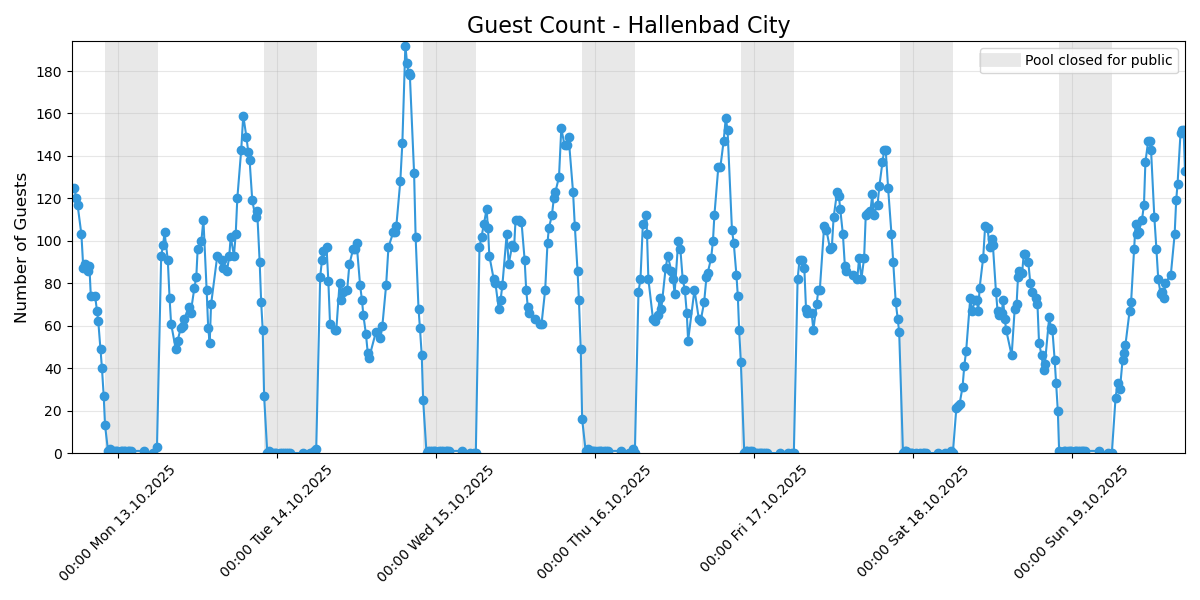 Guest Count - Hallenbad City
Pool closed for public
Number of Guests
180
160
140
120
100
80
60
40
20
0
00:00 Mon 13.10.2025
00:00 Tue 14.10.2025
00:00 Wed 15.10.2025
00:00 Thu 16.10.2025
00:00 Fri 17.10.2025
00:00 Sat 18.10.2025
00:00 Sun 19.10.2025